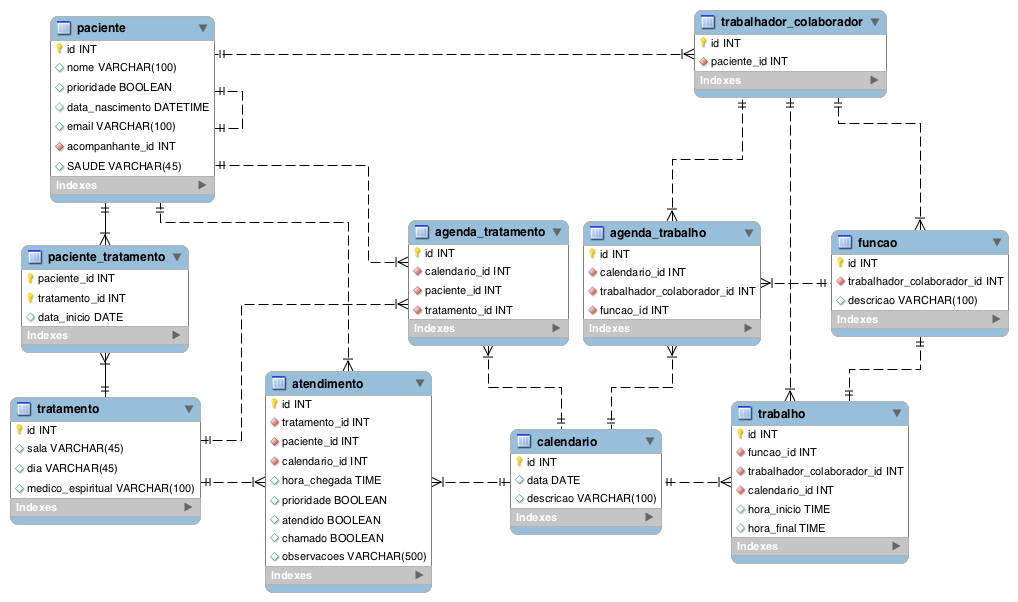 paciente
id INT
nome VARCHAR(100)
prioridade BOOLEAN
data_nascimento DATETIME
email VARCHAR(100)
acompanhante_id INT
SAUDE VARCHAR(45)
Indexes
trabalhador_colaborador
id INT
paciente_id INT
Indexes
paciente_tratamento
paciente_id INT
tratamento_id INT
data_inicio DATE
Indexes
agenda_tratamento
id INT
calendario_id INT
paciente_id INT
tratamento_id INT
Indexes
agenda_trabalho
id INT
calendario_id INT
trabalhador_colaborador_id INT
funcao_id INT
Indexes
funcao
id INT
trabalhador_colaborador_id INT
descricao VARCHAR(100)
Indexes
tratamento
id INT
sala VARCHAR(45)
dia VARCHAR(45)
medico_espiritual VARCHAR(100)
Indexes
atendimento
id INT
tratamento_id INT
paciente_id INT
calendario_id INT
hora_chegada TIME
prioridade BOOLEAN
atendido BOOLEAN
chamado BOOLEAN
observacoes VARCHAR(500)
Indexes
calendario
id INT
data DATE
descricao VARCHAR(100)
Indexes
trabalho
id INT
funcao_id INT
trabalhador_colaborador_id INT
calendario_id INT
hora_inicio TIME
hora_final TIME
Indexes